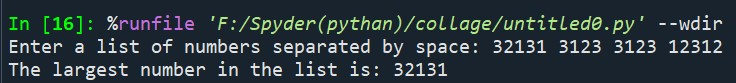 In [16]: %runfile 'F:/Spyder(pythan)/collage/untitled0.py' --wdir
Enter a list of numbers separated by space: 32131 3123 3123 12312
The largest number in the list is: 32131